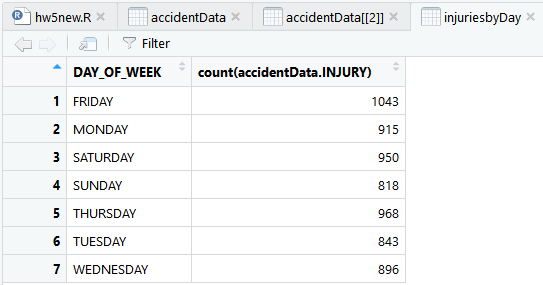 hw5new.R accidentData accidentData[[2]] injuriesbyDay
Filter
DAY_OF_WEEK count(accidentData.INJURY)
1 FRIDAY 1043
2 MONDAY 915
3 SATURDAY 950
4 SUNDAY 818
5 THURSDAY 968
6 TUESDAY 843
7 WEDNESDAY 896